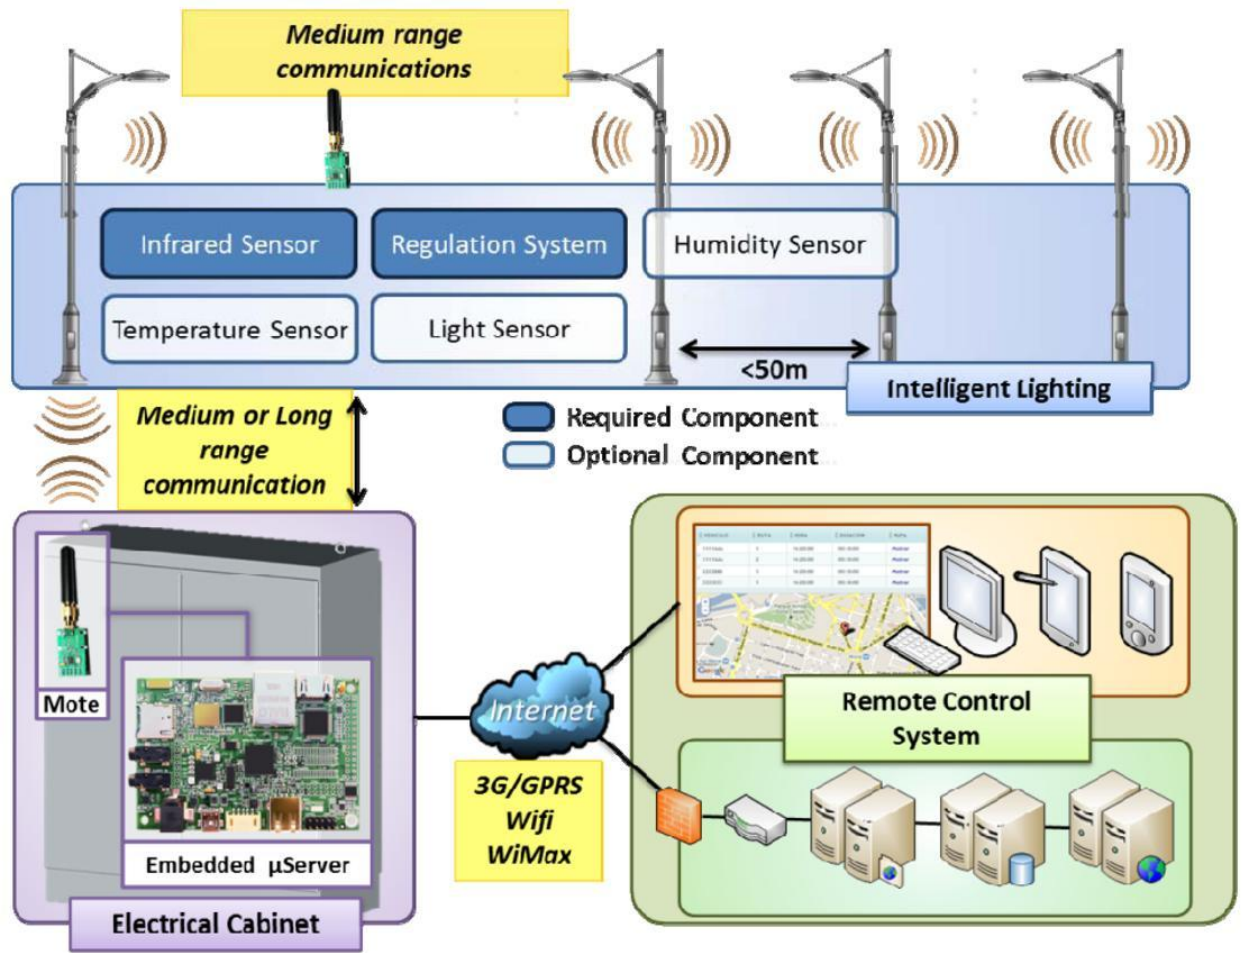 Medium range
communications
Infrared Sensor
Regulation System
Humidity Sensor
Temperature Sensor
Light Sensor
<50m
Intelligent Lighting
Medium or Long
range
communication
Required Component
Optional Component
Mote
Embedded µServer
Electrical Cabinet
Internet
3G/GPRS
Wifi
WiMax
Remote Control
System